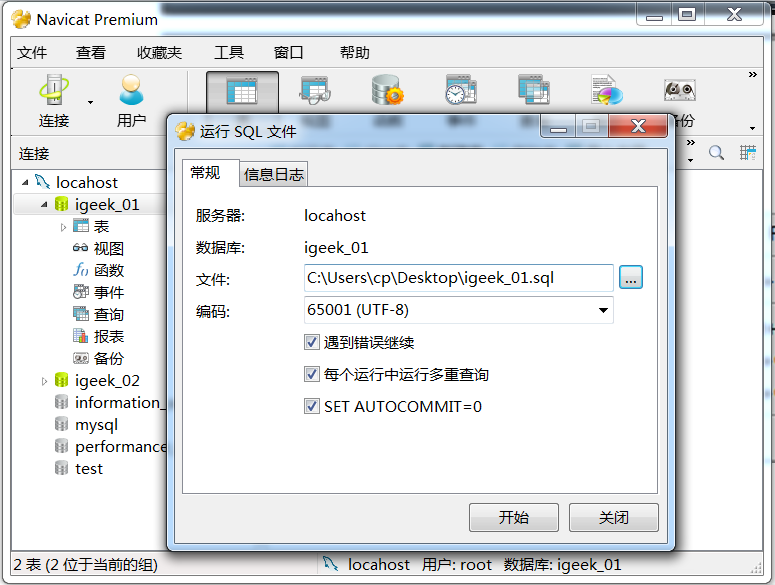 Navicat Premium
文件 查看 收藏夹 工具 窗口 帮助
连接 用户 份
连接
locahost
igeek_01
表
视图
函数
事件
查询
报表
备份
igeek_02
information_
mysql
performance
test
运行 SQL 文件
常规 信息日志
服务器: locahost
数据库: igeek_01
文件: C:\Users\cp\Desktop\igeek_01.sql ...
编码: 65001 (UTF-8)
遇到错误继续
每个运行中运行多重查询
SET AUTOCOMMIT=0
开始 关闭
2 表 (2 位于当前的组) locahost 用户: root 数据库: igeek_01